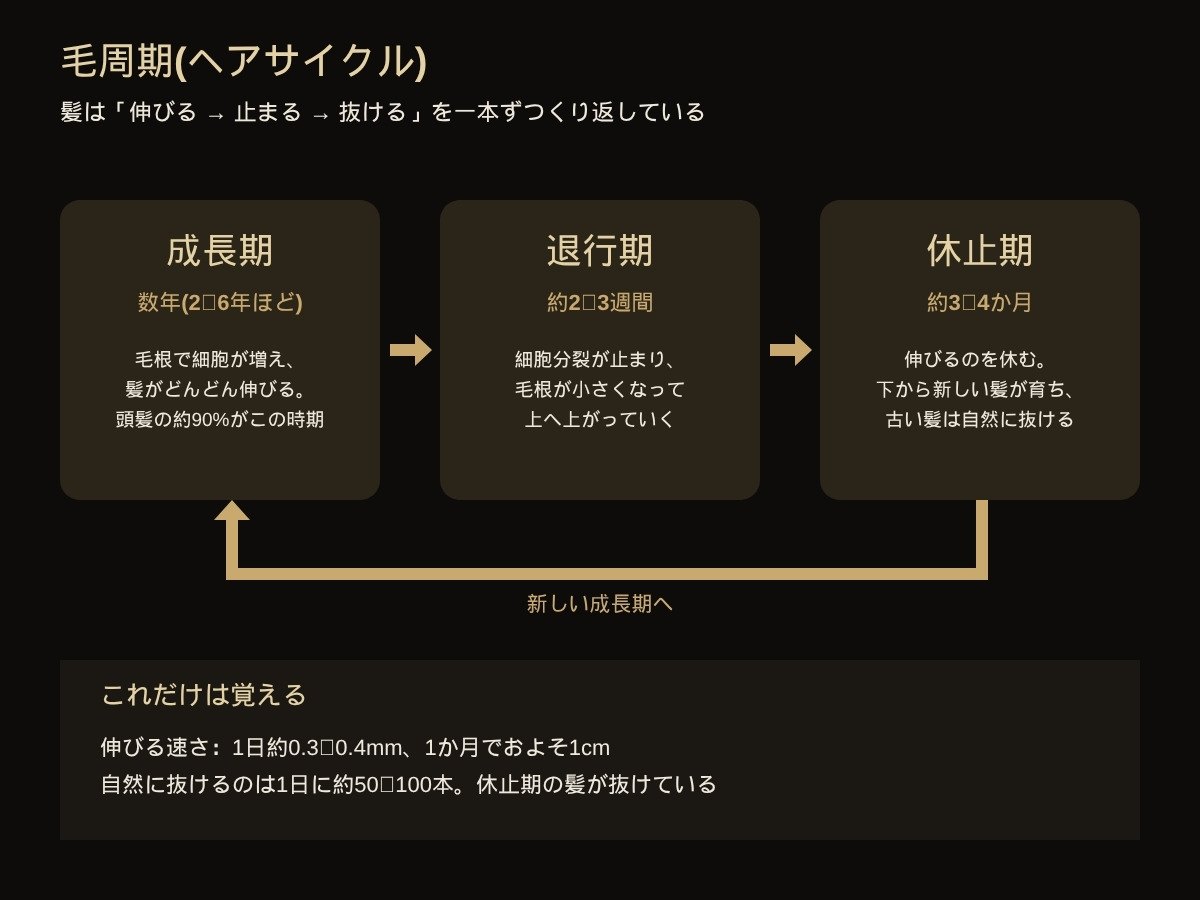 毛周期(ヘアサイクル)
髪は「伸びる → 止まる → 抜ける」を一本ずつくり返している
成長期
数年(2□6年ほど)
毛根で細胞が増え、
髪がどんどん伸びる。
頭髪の約90%がこの時期
退行期
約2□3週間
細胞分裂が止まり、
毛根が小さくなって
上へ上がっていく
休止期
約3□4か月
伸びるのを休む。
下から新しい髪が育ち、
古い髪は自然に抜ける
新しい成長期へ
これだけは覚える
伸びる速さ：1日約0.3□0.4mm、1か月でおよそ1cm
自然に抜けるのは1日に約50□100本。休止期の髪が抜けている